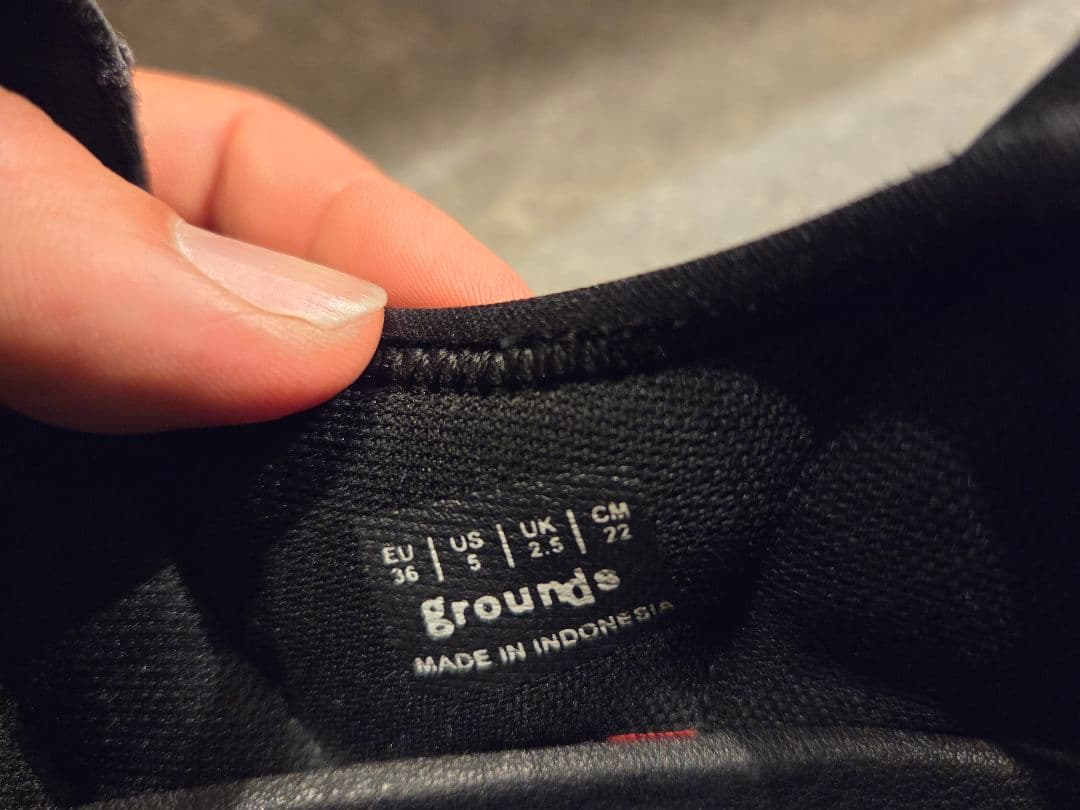 EU | US | UK | CM
36 | 5 | 2.5 | 22
grounds
MADE IN INDONESIA